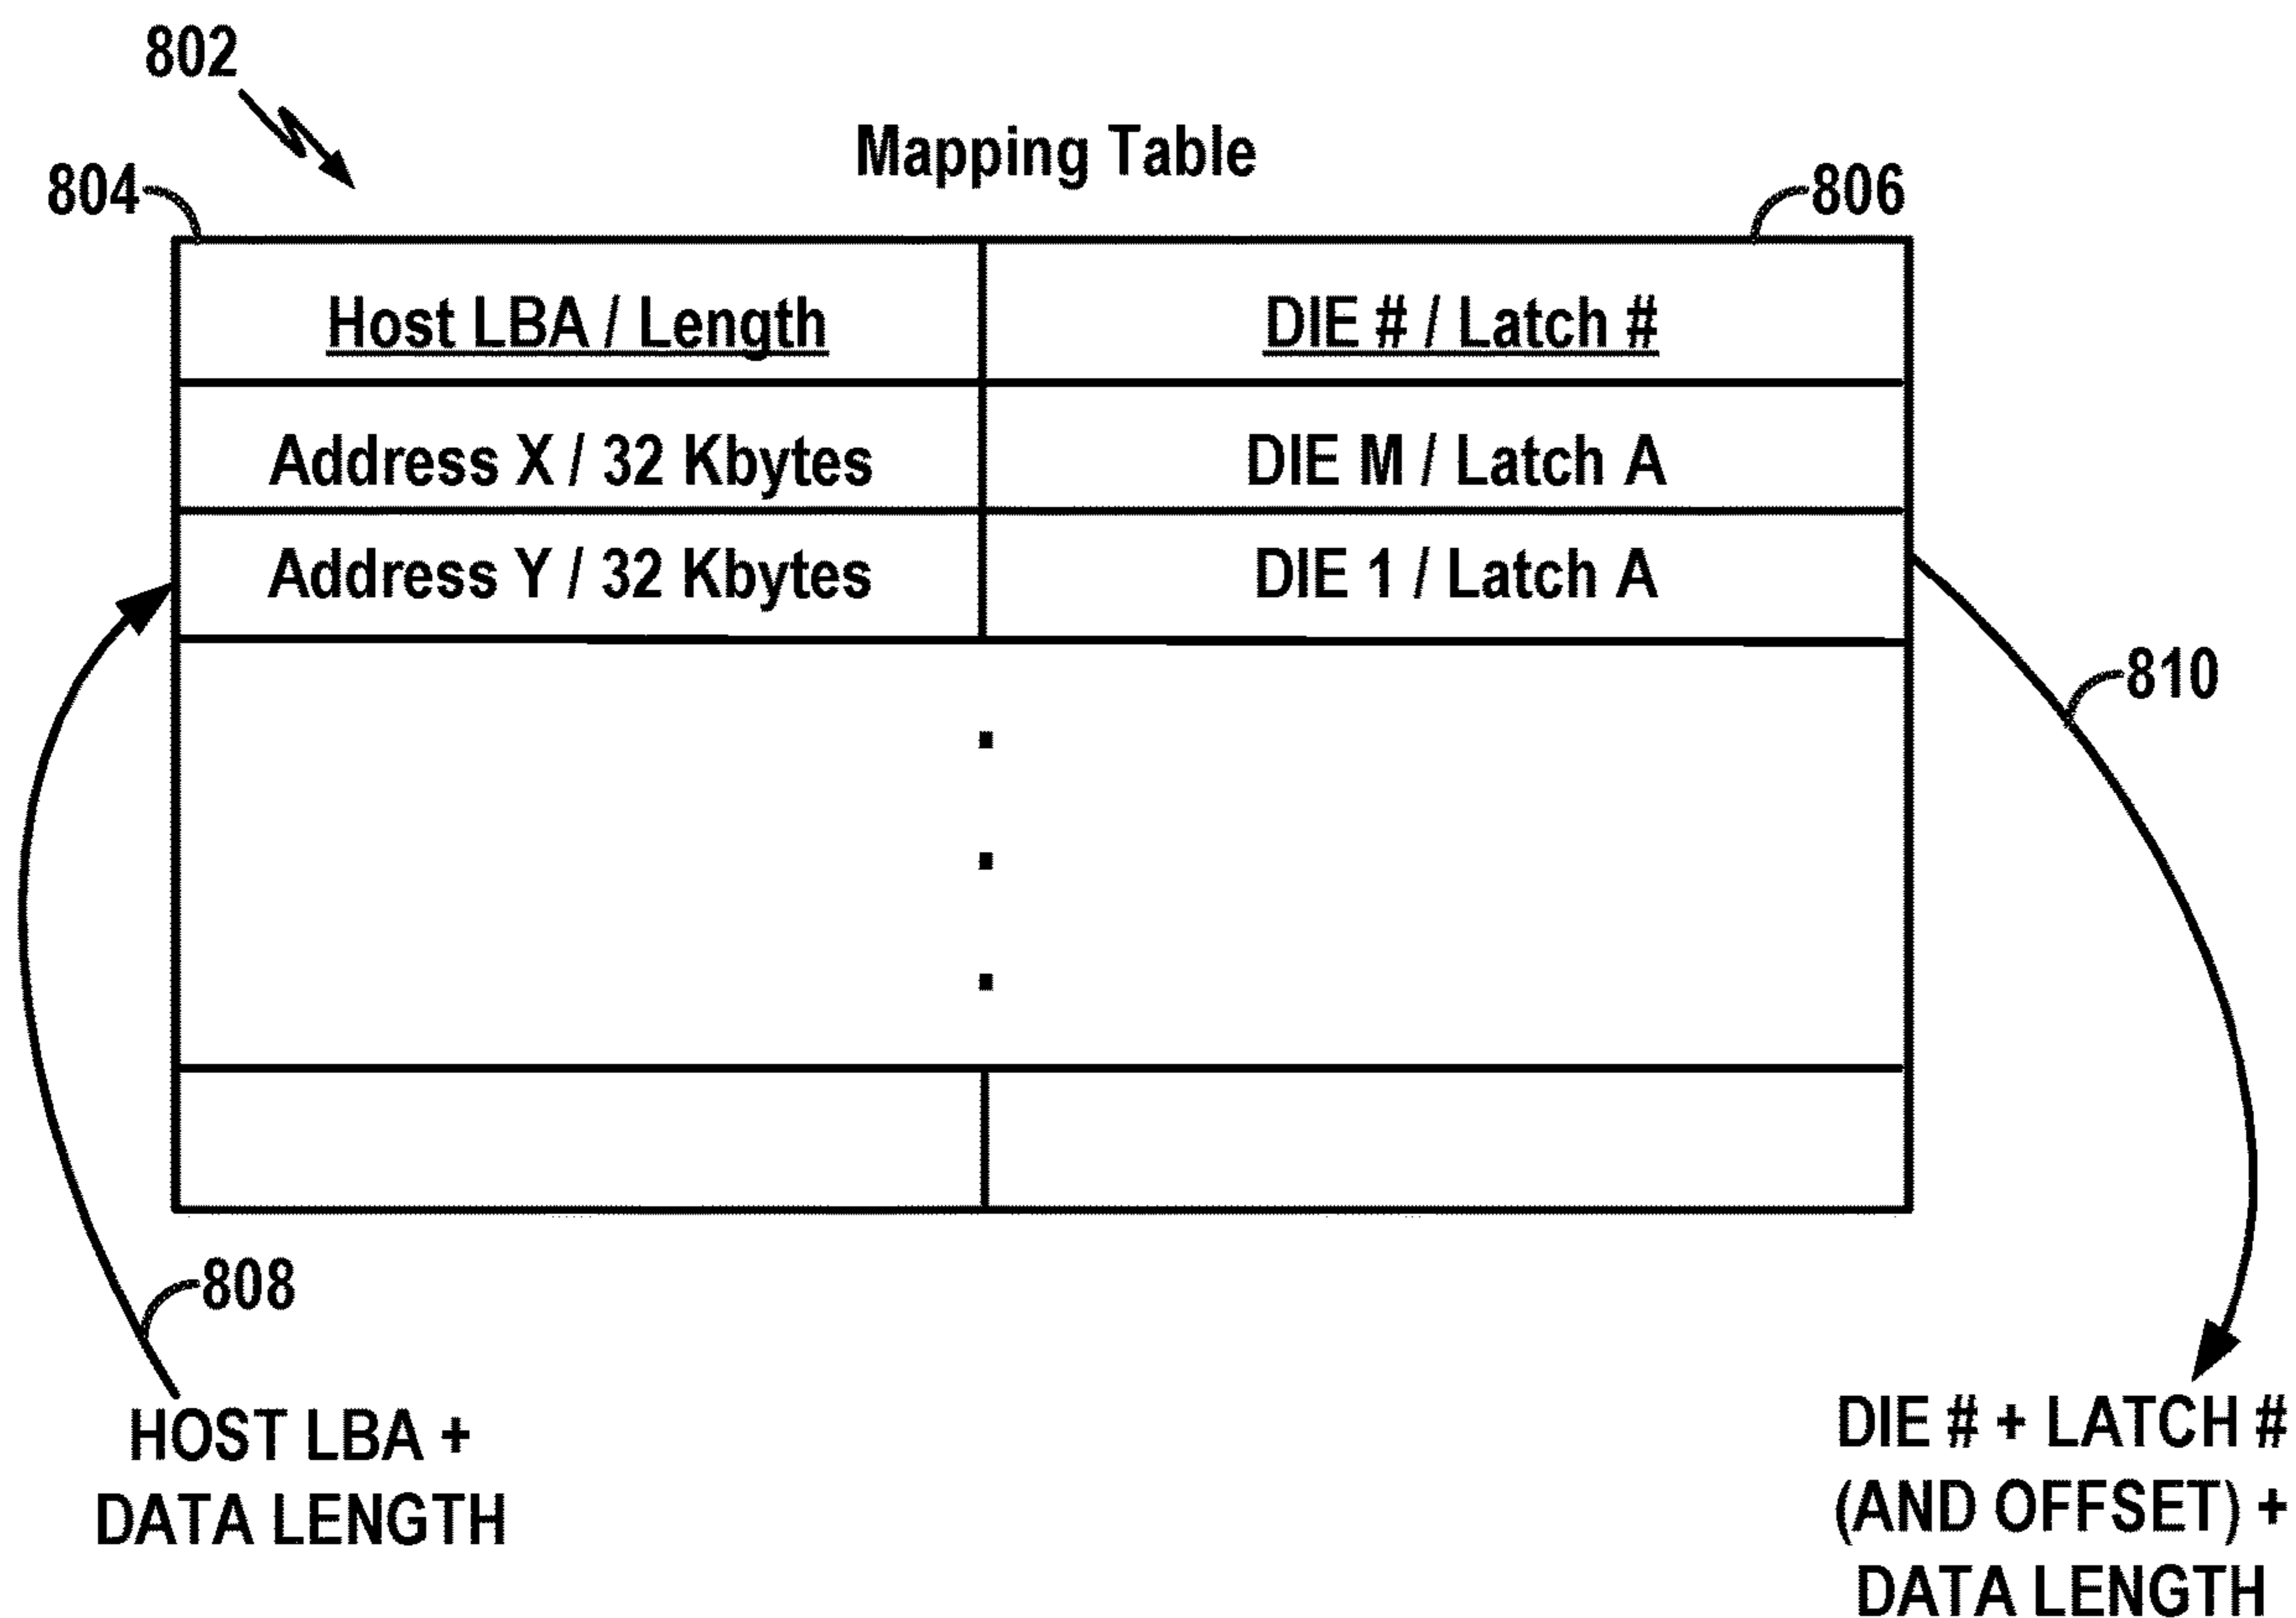 802
Mapping Table
804
806
Host LBA / Length
DIE # / Latch #
Address X / 32 Kbytes
DIE M / Latch A
Address Y / 32 Kbytes
DIE 1 / Latch A
810
808
HOST LBA +
DATA LENGTH
DIE # + LATCH #
(AND OFFSET) +
DATA LENGTH